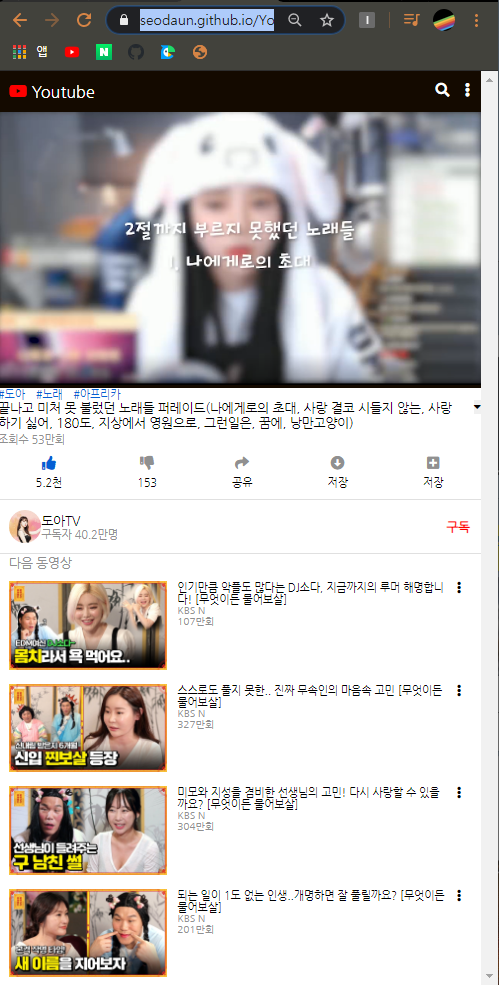 seodaun.github.io/Yo
앱
Youtube
2절까지 부르지 못했던 노래들
1. 나에게로의 초대
#도아 #노래 #아프리카
끝나고 미처 못 불렀던 노래들 퍼레이드(나에게로의 초대, 사랑 결코 시들지 않는, 사랑
하기 싫어, 180도, 지상에서 영원으로, 그런일은, 꿈에, 낭만고양이)
조회수 53만회
5.2천
153
공유
저장
저장
도아TV
구독자 40.2만명
구독
다음 동영상
EDM여신 DJ소다~
몸치라서 욕 먹어요..
인기만큼 악플도 많다는 DJ소다, 지금까지의 루머 해명합니
다! [무엇이든 물어보살]
KBS N
107만회
신내림 받은지 6개월
신입 찐보살 등장
스스로도 풀지 못한.. 진짜 무속인의 마음속 고민 [무엇이든
물어보살]
KBS N
327만회
선생님이 들려주는
구 남친 썰
미모와 지성을 겸비한 선생님의 고민! 다시 사랑할 수 있을
까요? [무엇이든 물어보살]
KBS N
304만회
새 이름을 지어보자
되는 일이 1도 없는 인생..개명하면 잘 풀릴까요? [무엇이든
물어보살]
KBS N
201만회